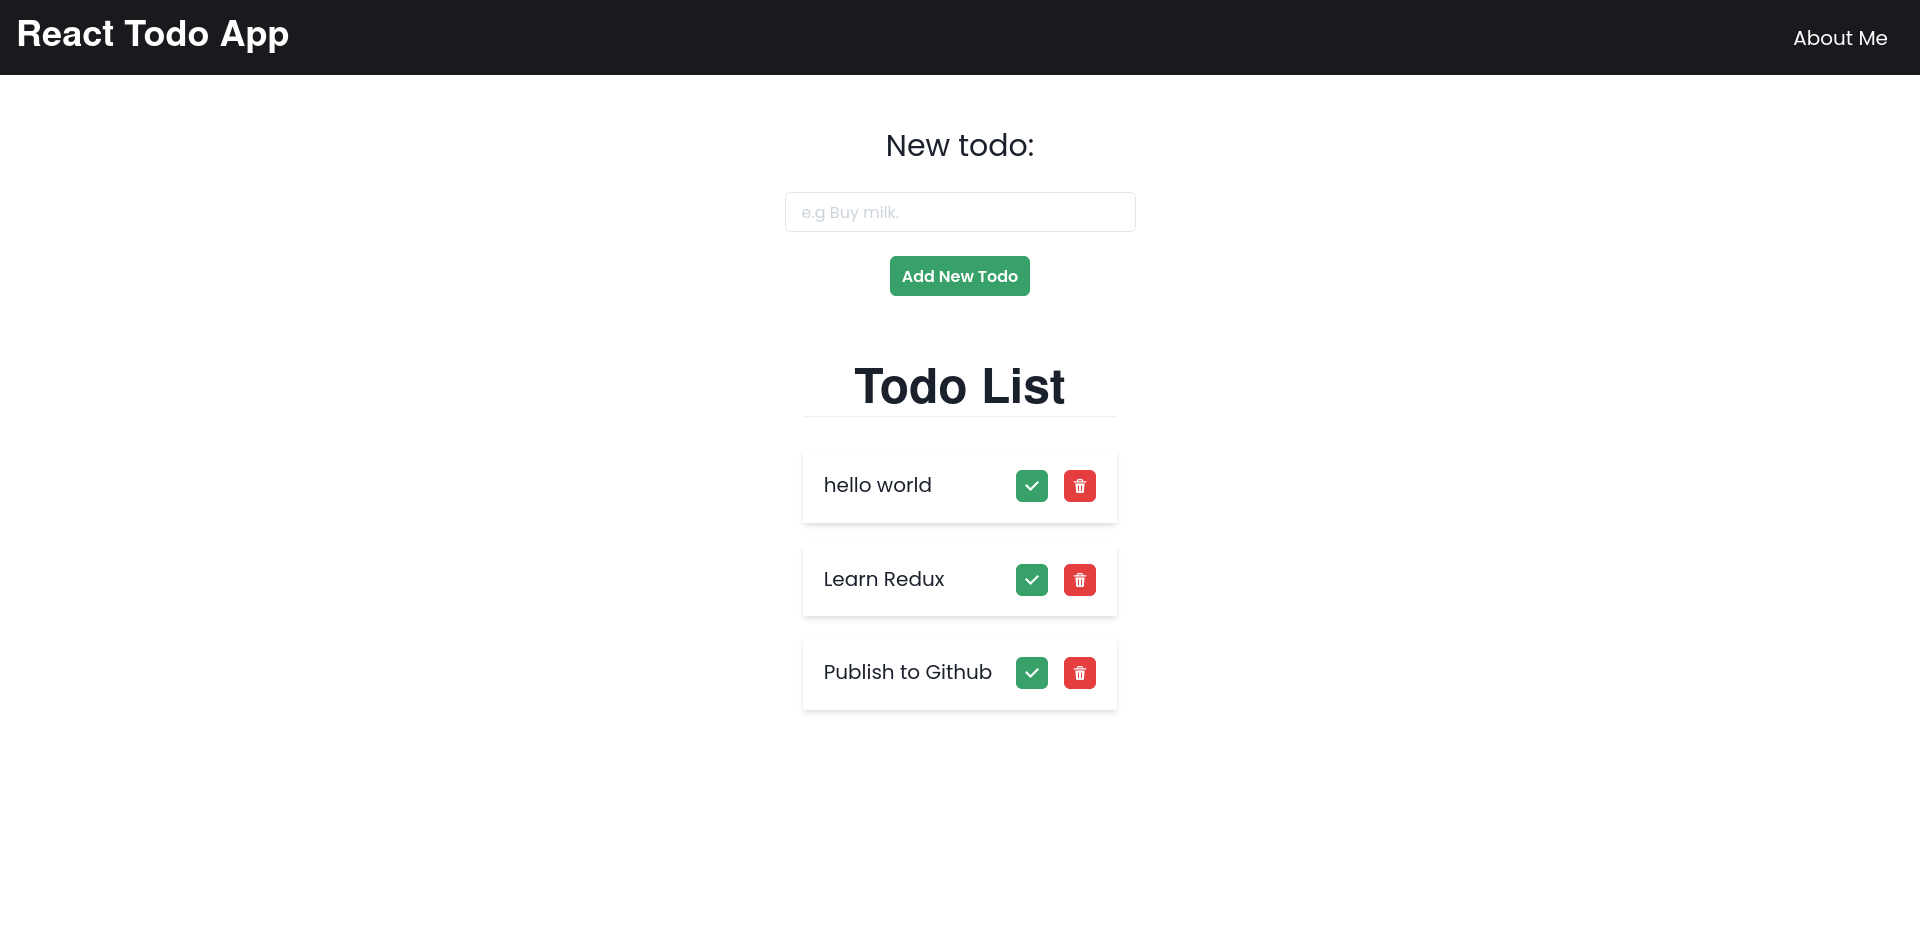 React Todo App
About Me
New todo:
e.g Buy milk.
Add New Todo
Todo List
hello world
Learn Redux
Publish to Github